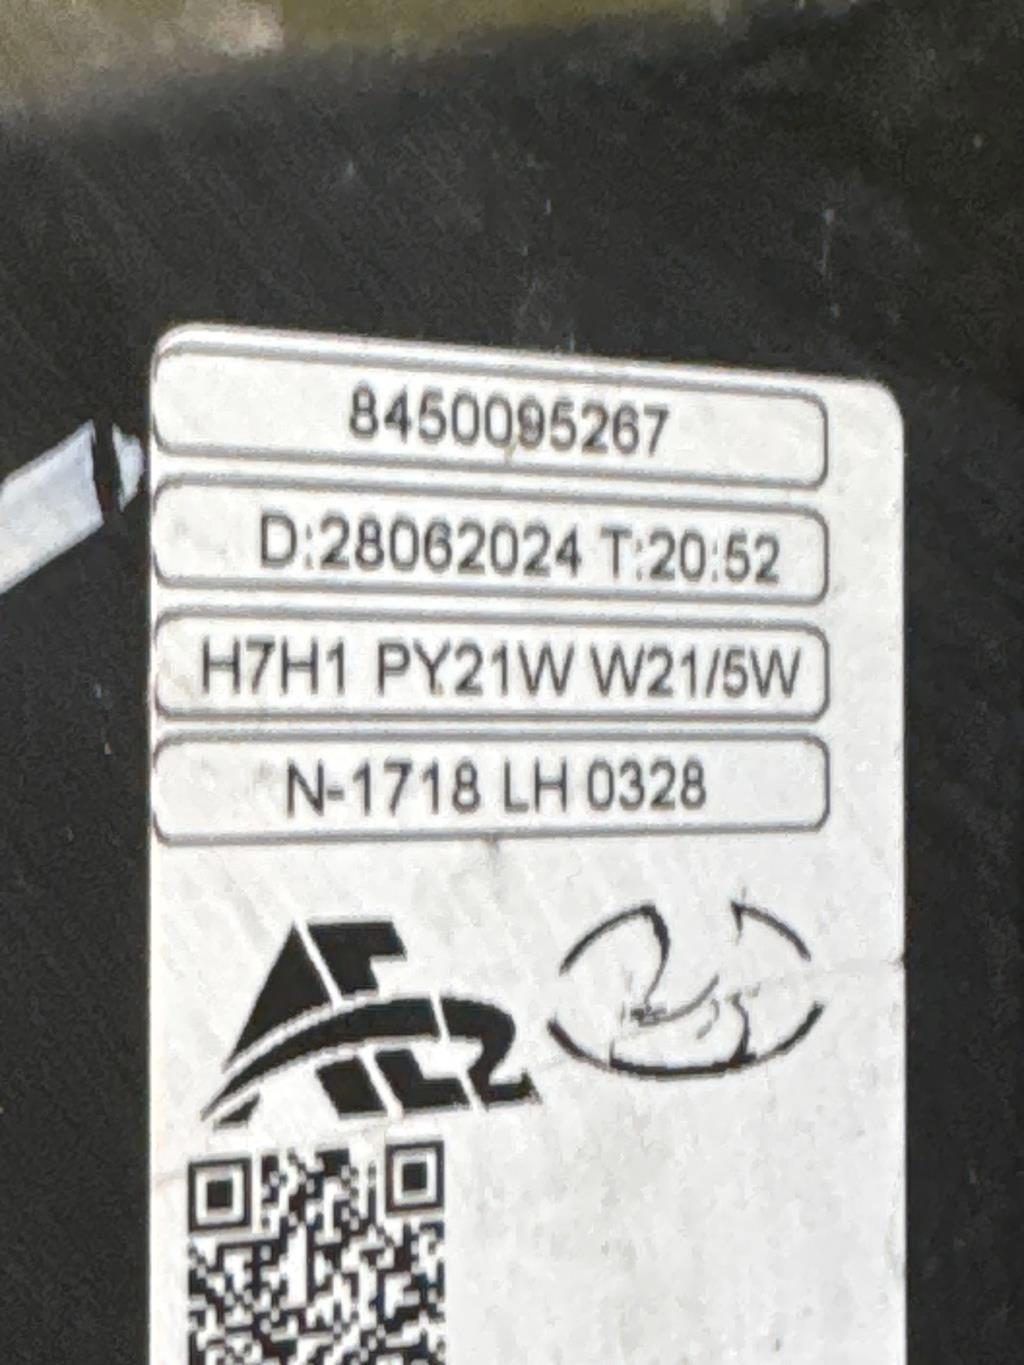 8450095267
D:28062024 T:20:52
H7H1 PY21W W21/5W
N-1718 LH 0328